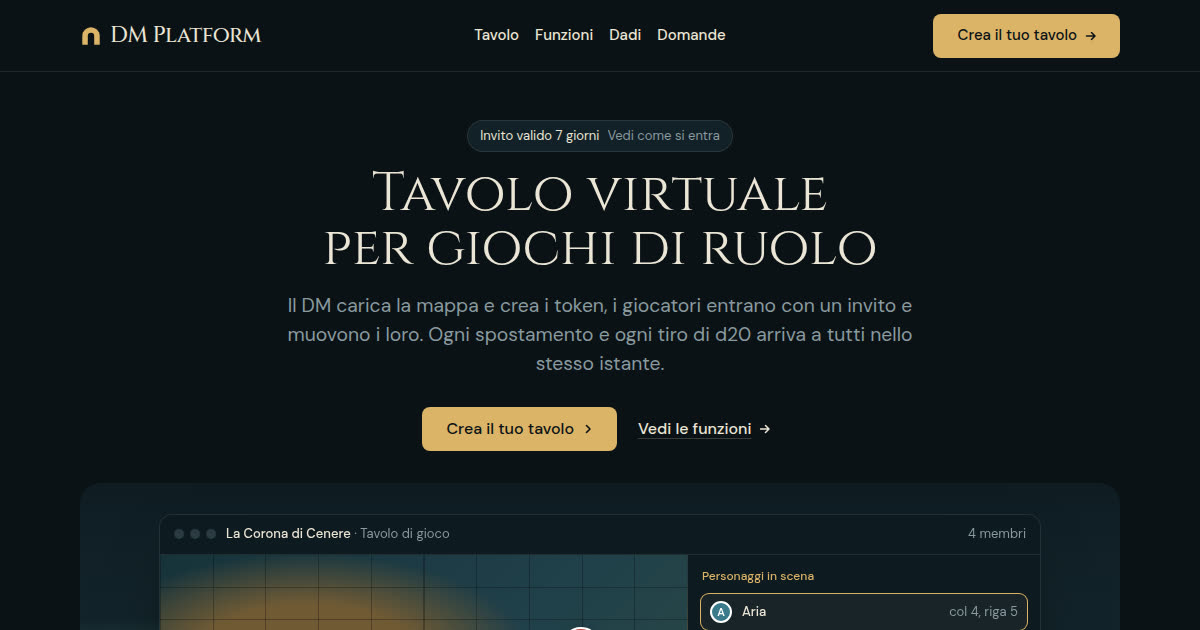 DM Platform
Tavolo Funzioni Dadi Domande
Crea il tuo tavolo →
Invito valido 7 giorni Vedi come si entra
Tavolo virtuale
per giochi di ruolo
Il DM carica la mappa e crea i token, i giocatori entrano con un invito e
muovono i loro. Ogni spostamento e ogni tiro di d20 arriva a tutti nello
stesso istante.
Crea il tuo tavolo ›
Vedi le funzioni →
La Corona di Cenere · Tavolo di gioco
4 membri
Personaggi in scena
A Aria col 4, riga 5